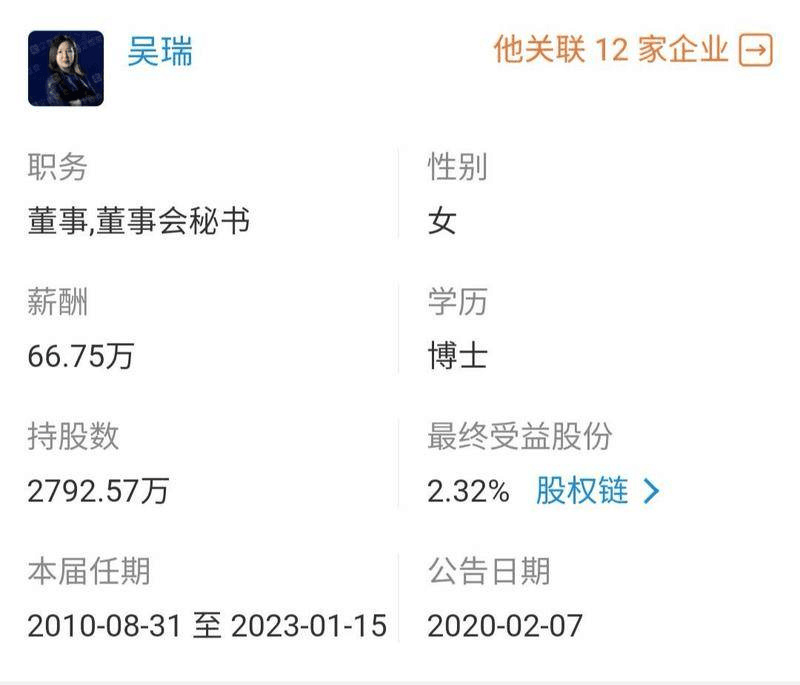 吴瑞
他关联 12 家企业
职务
性别
董事,董事会秘书
女
薪酬
学历
66.75万
博士
持股数
最终受益股份
2792.57万
2.32% 股权链
本届任期
公告日期
2010-08-31 至 2023-01-15
2020-02-07